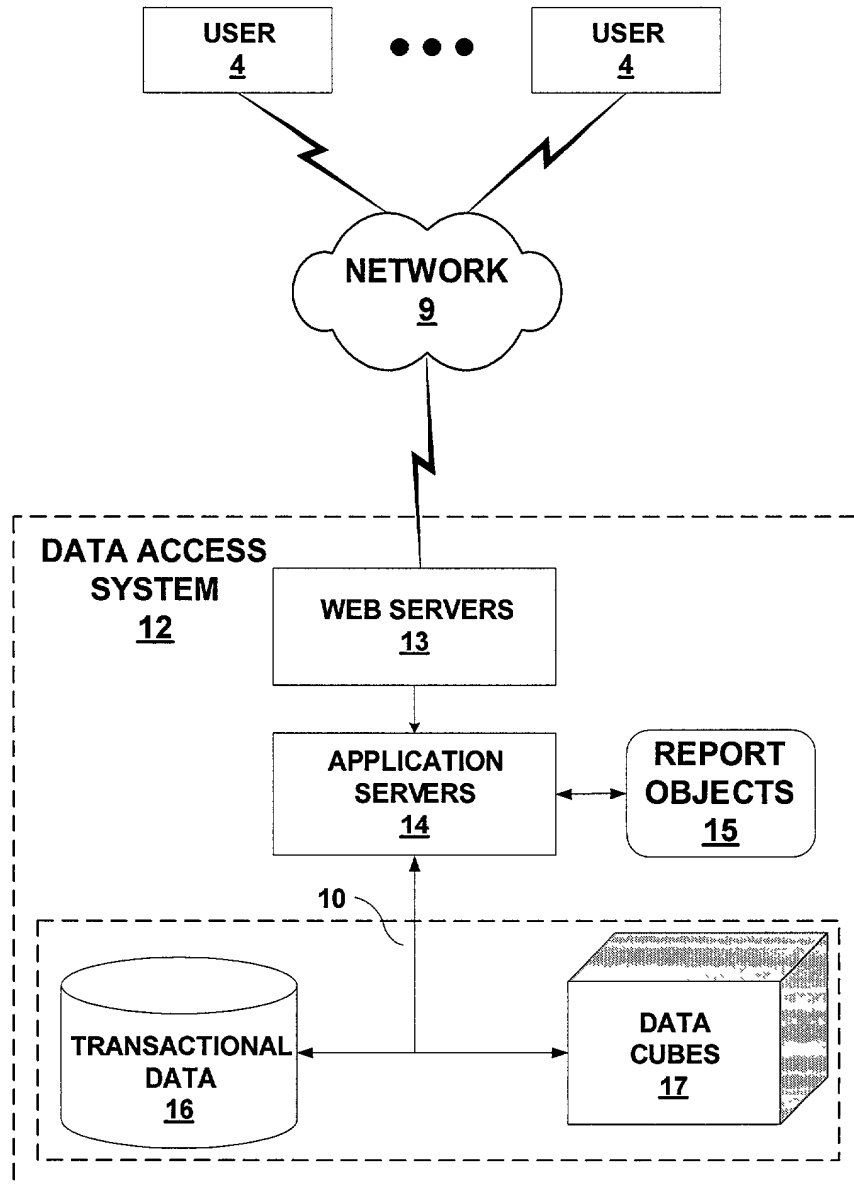 USER
4
USER
4
NETWORK
9
DATA ACCESS
SYSTEM
12
WEB SERVERS
13
APPLICATION
SERVERS
14
REPORT
OBJECTS
15
10
TRANSACTIONAL
DATA
16
DATA
CUBES
17